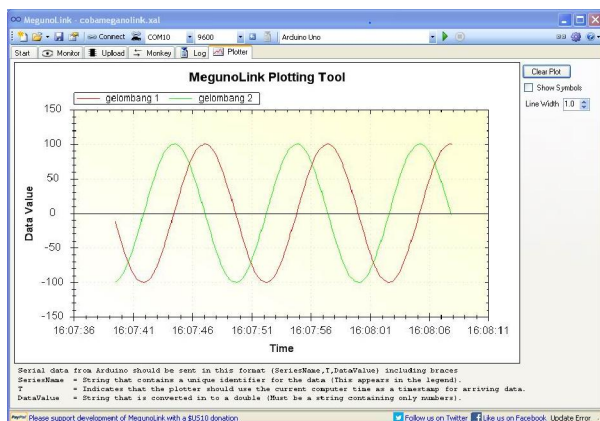 MegunoLink - cobameganolink.xal
Connect COM10 9600 Arduino Uno
Start Monitor Upload Monkey Log Plotter
MegunoLink Plotting Tool
Clear Plot
Show Symbols
Line Width 1.0
gelombang 1 gelombang 2
150
100
50
0
-50
-100
-150
Data Value
16:07:36 16:07:41 16:07:46 16:07:51 16:07:56 16:08:01 16:08:06 16:08:11
Time
Serial data from Arduino should be sent in this format {SeriesName,T,DataValue} including braces
SeriesName = String that contains a unique identifier for the data (This appears in the legend).
T = Indicates that the plotter should use the current computer time as a timestamp for arriving data.
DataValue = String that is converted in to a double (Must be a string containing only numbers).
PayPal Please support development of MegunoLink with a $US10 donation Follow us on Twitter Like us on Facebook Update Error